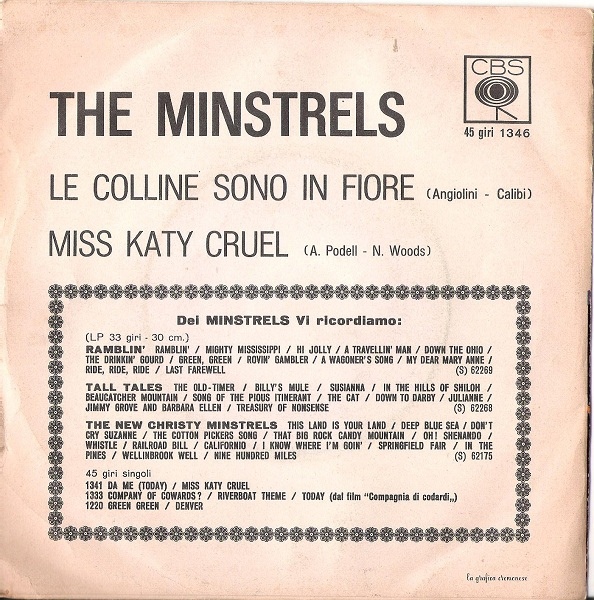 CBS
45 giri 1346
THE MINSTRELS
LE COLLINE SONO IN FIORE (Angiolini - Calibi)
MISS KATY CRUEL (A. Podell - N. Woods)
Dei MINSTRELS Vi ricordiamo:
(LP 33 giri - 30 cm.)
RAMBLIN' RAMBLIN' / MIGHTY MISSISSIPPI / HI JOLLY / A TRAVELLIN' MAN / DOWN THE OHIO /
THE DRINKIN' GOURD / GREEN, GREEN / ROVIN' GAMBLER / A WAGONER'S SONG / MY DEAR MARY ANNE /
RIDE, RIDE, RIDE / LAST FAREWELL (S) 62269
TALL TALES THE OLD-TIMER / BILLY'S MULE / SUSIANNA / IN THE HILLS OF SHILOH /
BEAUCATCHER MOUNTAIN / SONG OF THE PIOUS ITINERANT / THE CAT / DOWN TO DARBY / JULIANNE /
JIMMY GROVE AND BARBARA ELLEN / TREASURY OF NONSENSE (S) 62268
THE NEW CHRISTY MINSTRELS THIS LAND IS YOUR LAND / DEEP BLUE SEA / DON'T
CRY SUZANNE / THE COTTON PICKERS SONG / THAT BIG ROCK CANDY MOUNTAIN / OH! SHENANDO /
WHISTLE / RAILROAD BILL / CALIFORNIO / I KNOW WHERE I'M GOIN' / SPRINGFIELD FAIR / IN THE
PINES / WELLINBROOK WELL / NINE HUNDRED MILES (S) 62175
45 giri singoli
1341 DA ME (TODAY) / MISS KATY CRUEL
1333 COMPANY OF COWARDS? / RIVERBOAT THEME / TODAY (dal film "Compagnia di codardi„)
1220 GREEN GREEN / DENVER
la grafica cremonese